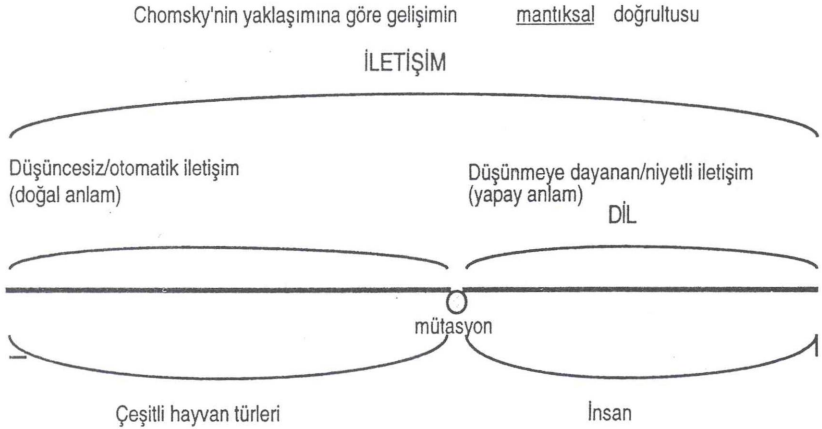 Chomsky'nin yaklaşımına göre gelişimin mantıksal doğrultusu
İLETİŞİM
Düşüncesiz/otomatik iletişim
(doğal anlam)
Düşünmeye dayanan/niyetli iletişim
(yapay anlam)
DİL
mütasyon
Çeşitli hayvan türleri
İnsan